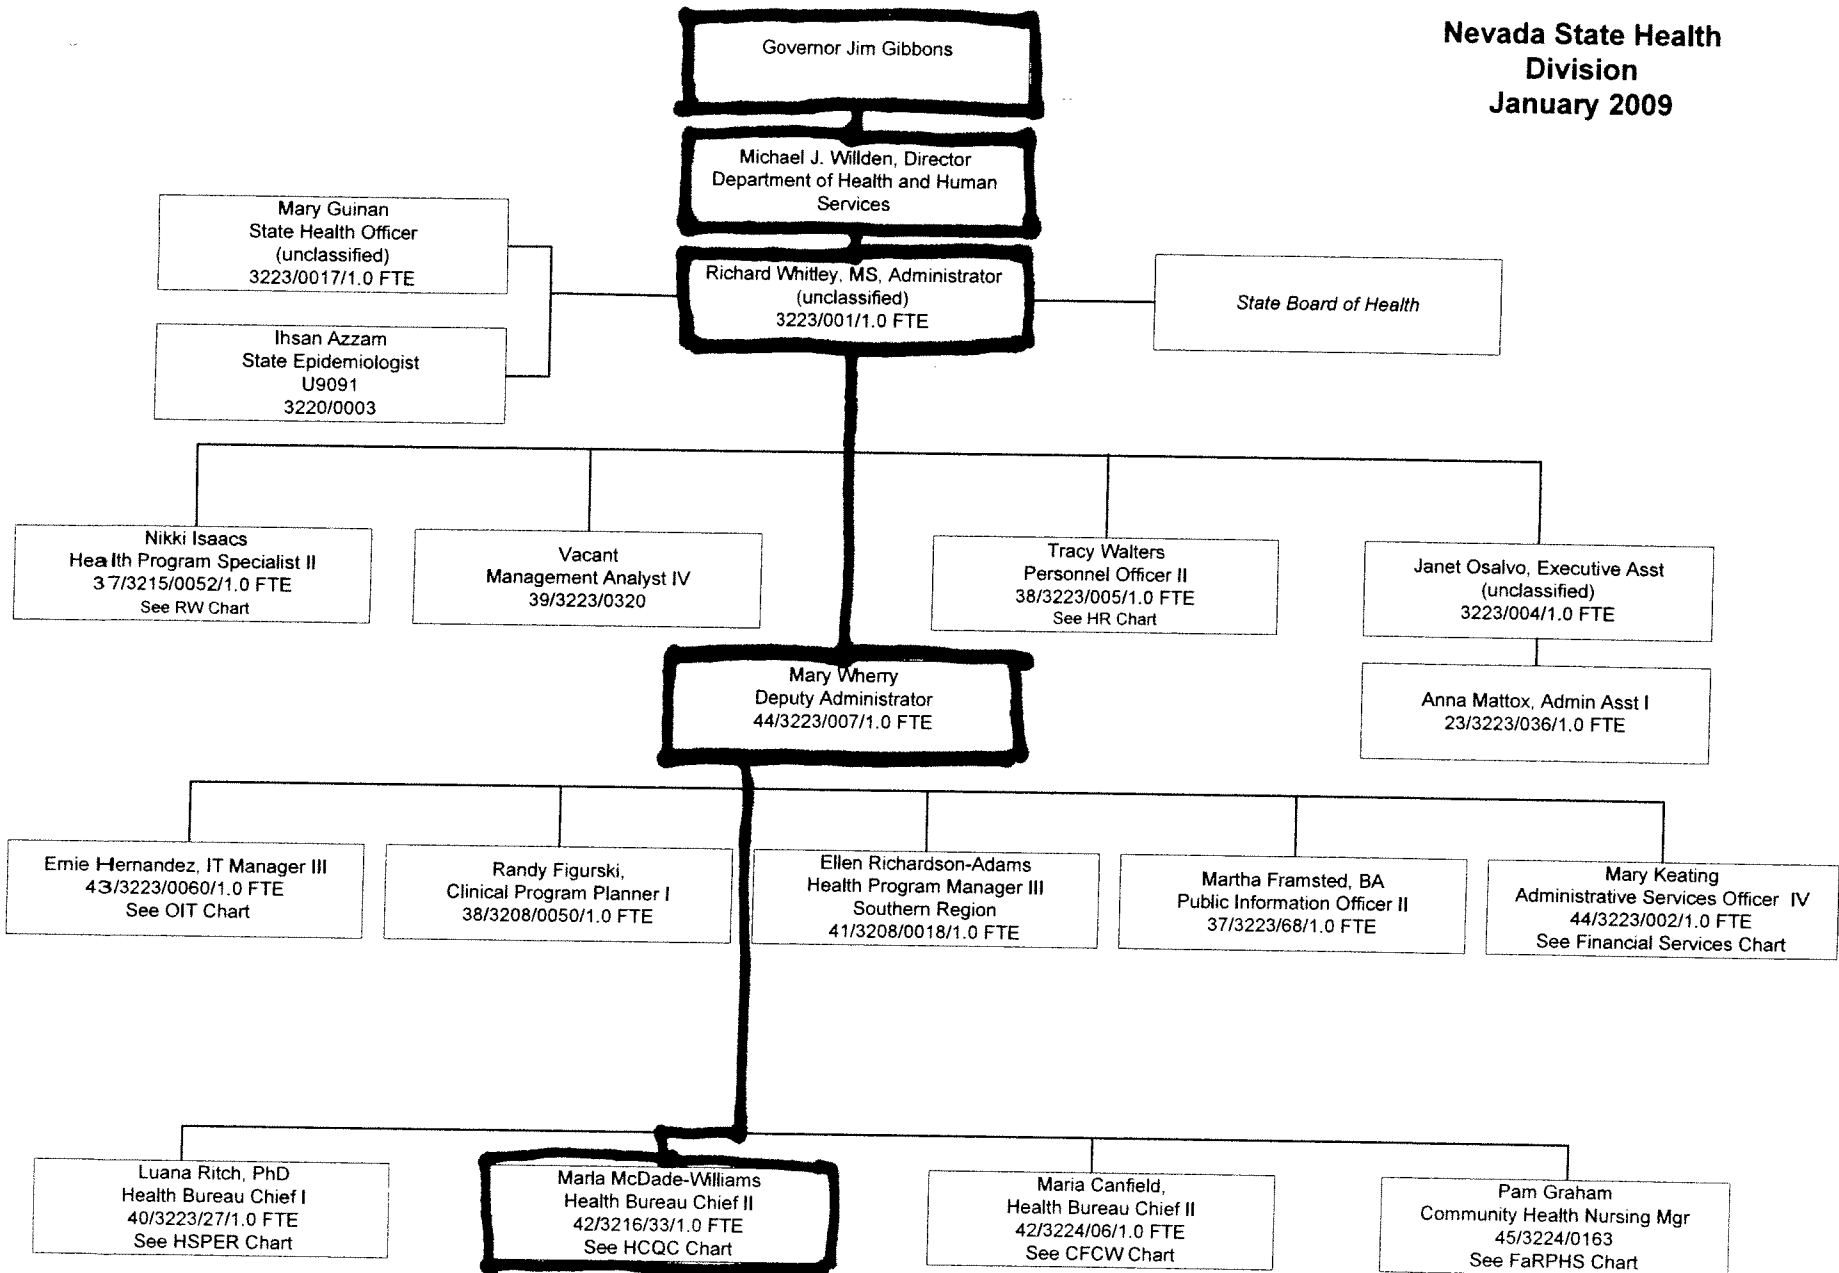 Nevada State Health
Division
January 2009
Governor Jim Gibbons
Michael J. Willden, Director
Department of Health and Human
Services
Mary Guinan
State Health Officer
(unclassified)
3223/0017/1.0 FTE
Richard Whitley, MS, Administrator
(unclassified)
3223/001/1.0 FTE
State Board of Health
Ihsan Azzam
State Epidemiologist
U9091
3220/0003
Nikki Isaacs
Health Program Specialist II
37/3215/0052/1.0 FTE
See RW Chart
Vacant
Management Analyst IV
39/3223/0320
Tracy Walters
Personnel Officer II
38/3223/005/1.0 FTE
See HR Chart
Janet Osalvo, Executive Asst
(unclassified)
3223/004/1.0 FTE
Mary Wherry
Deputy Administrator
44/3223/007/1.0 FTE
Anna Mattox, Admin Asst I
23/3223/036/1.0 FTE
Ernie Hernandez, IT Manager III
43/3223/0060/1.0 FTE
See OIT Chart
Randy Figurski,
Clinical Program Planner I
38/3208/0050/1.0 FTE
Ellen Richardson-Adams
Health Program Manager III
Southern Region
41/3208/0018/1.0 FTE
Martha Framsted, BA
Public Information Officer II
37/3223/68/1.0 FTE
Mary Keating
Administrative Services Officer IV
44/3223/002/1.0 FTE
See Financial Services Chart
Luana Ritch, PhD
Health Bureau Chief I
40/3223/27/1.0 FTE
See HSPER Chart
Marla McDade-Williams
Health Bureau Chief II
42/3216/33/1.0 FTE
See HCQC Chart
Maria Canfield,
Health Bureau Chief II
42/3224/06/1.0 FTE
See CFCW Chart
Pam Graham
Community Health Nursing Mgr
45/3224/0163
See FaRPHS Chart